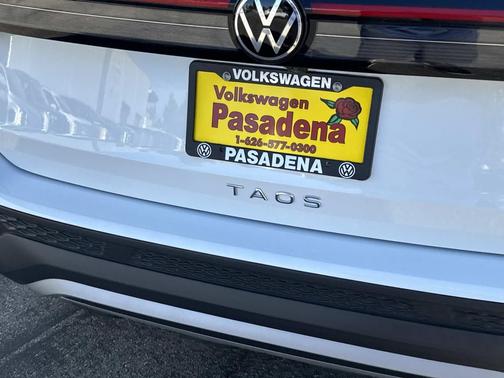 VOLKSWAGEN
Volkswagen
Pasadena
1-626-577-0300
PASADENA
TAOS